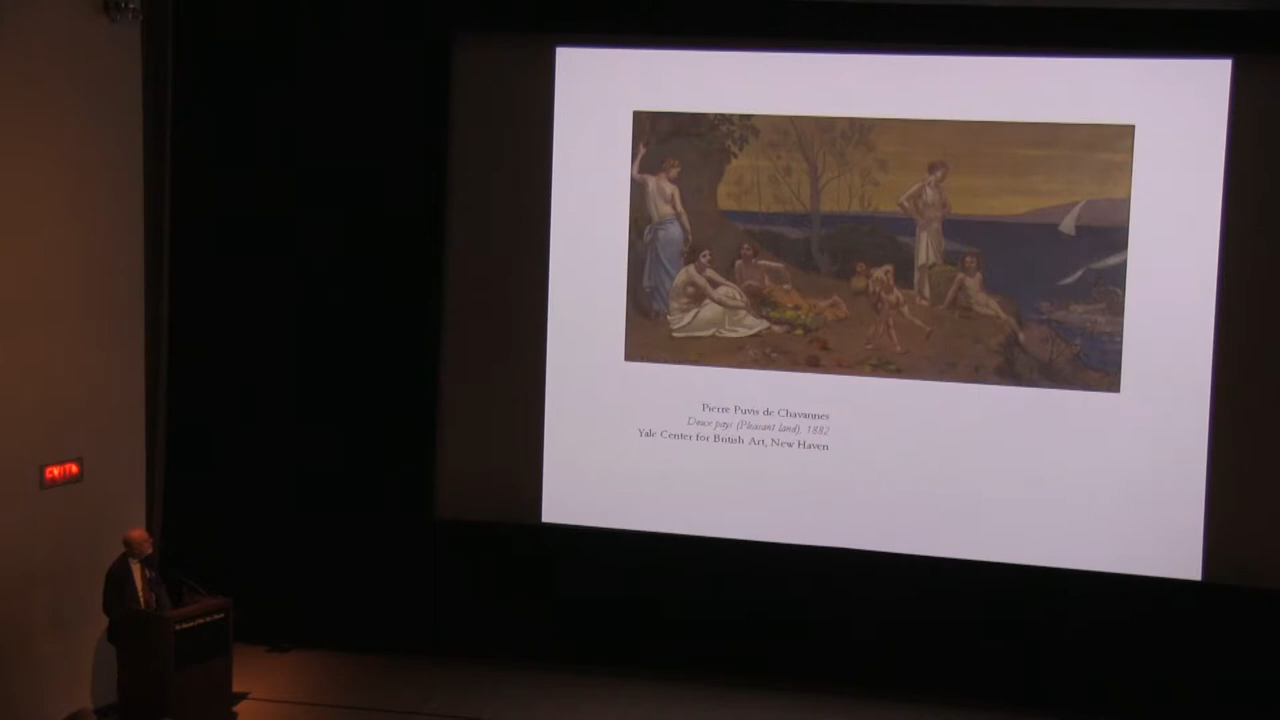 Pierre Puvis de Chavannes
Doux pays (Pleasant land), 1882
Yale Center for British Art, New Haven
EXIT